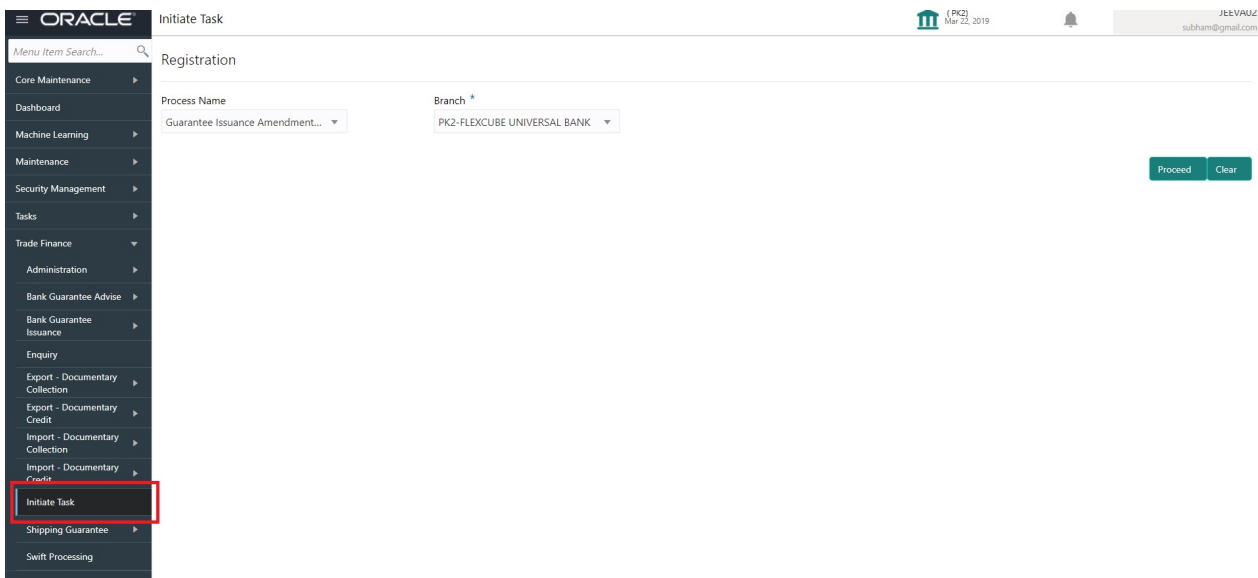 ORACLE
Initiate Task
(PK2)
Mar 22, 2019
JEEVA02
subham@gmail.com
Menu Item Search...
Core Maintenance
Dashboard
Machine Learning
Maintenance
Security Management
Tasks
Trade Finance
Administration
Bank Guarantee Advise
Bank Guarantee
Issuance
Enquiry
Export - Documentary
Collection
Export - Documentary
Credit
Import - Documentary
Collection
Import - Documentary
Credit
Initiate Task
Shipping Guarantee
Swift Processing
Registration
Process Name
Branch *
Guarantee Issuance Amendment...
PK2-FLEXCUBE UNIVERSAL BANK
Proceed
Clear